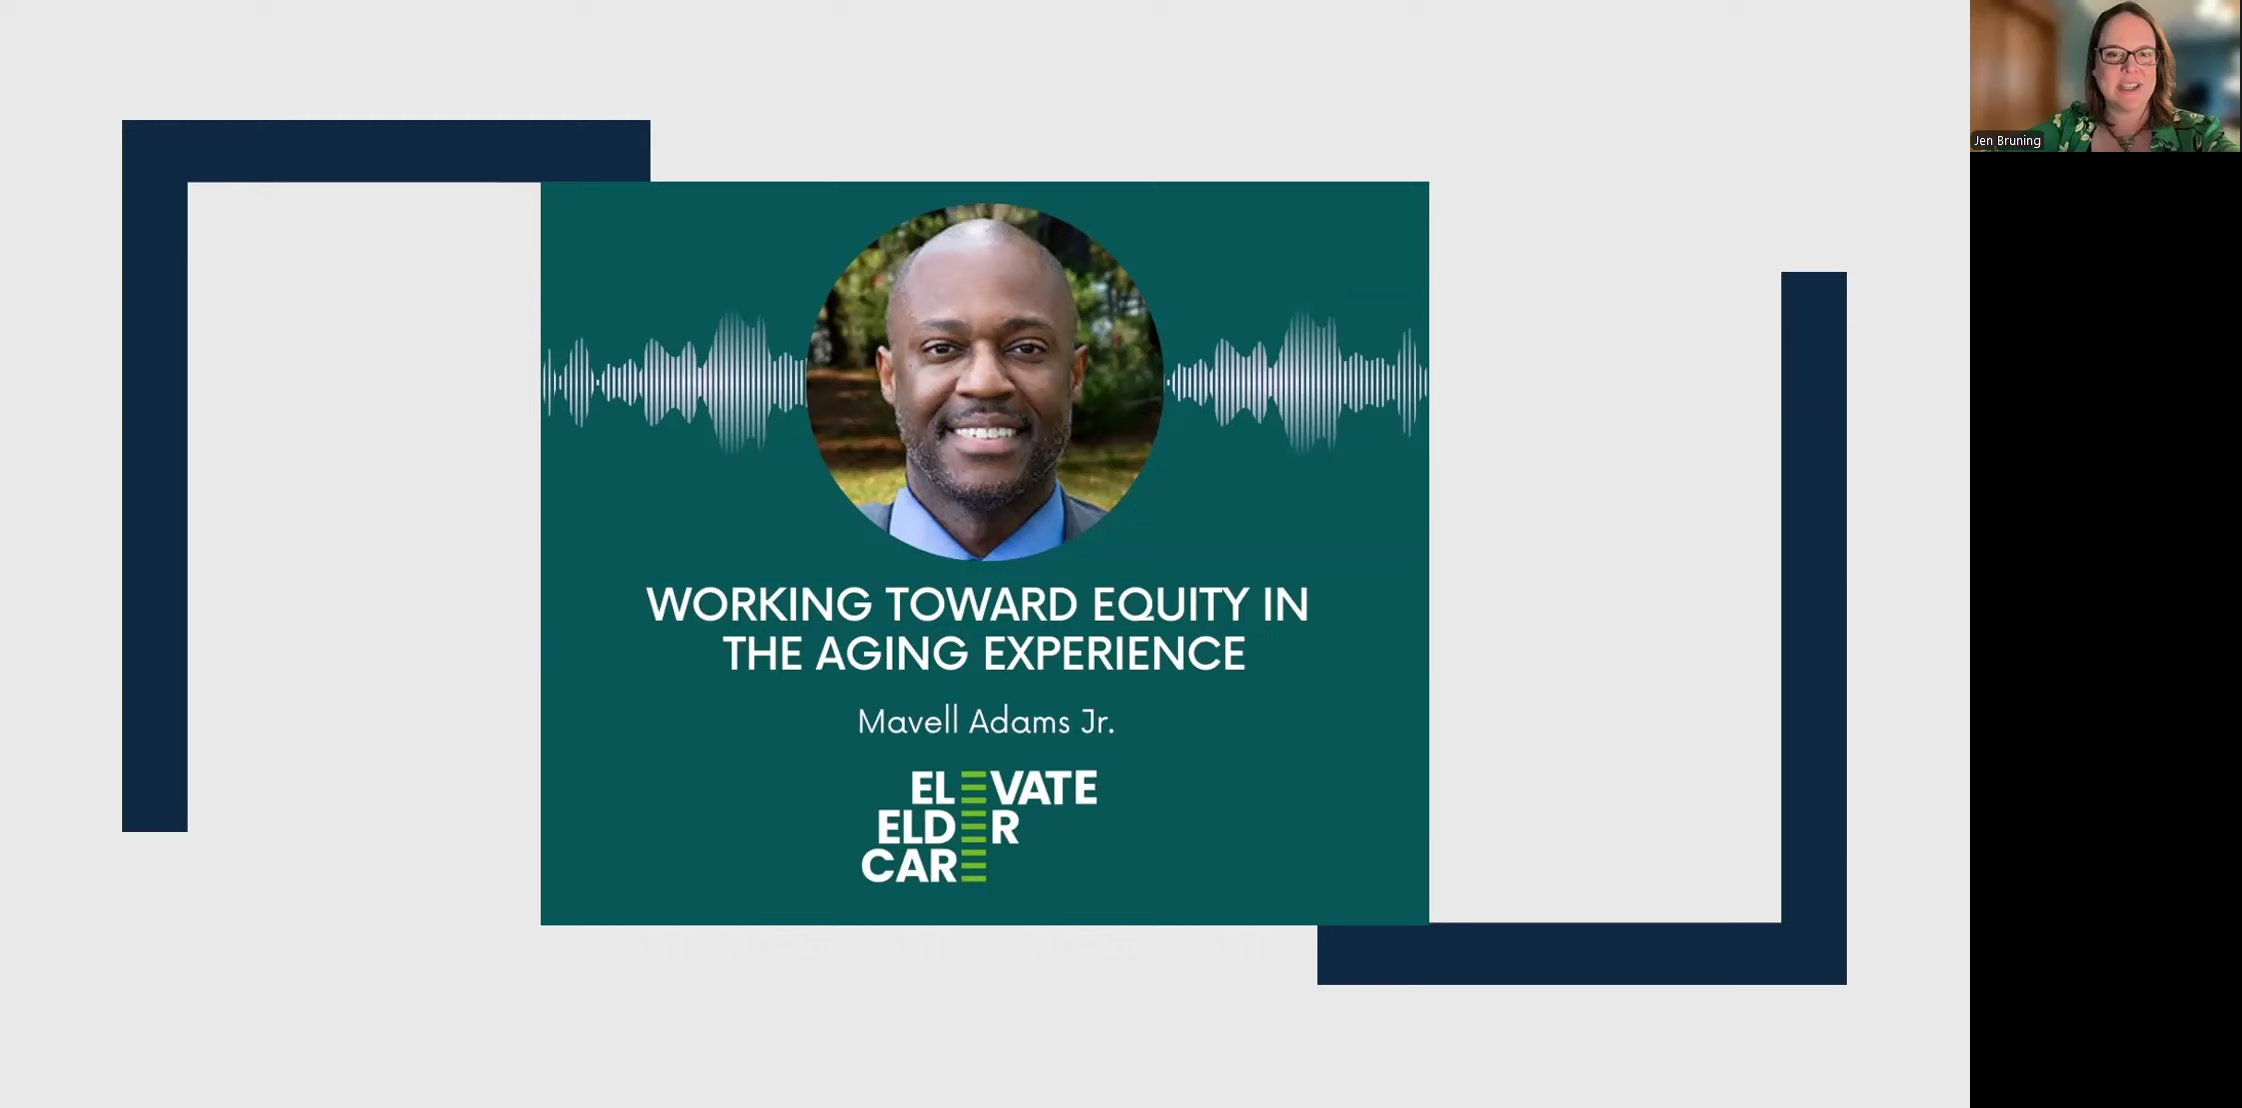 WORKING TOWARD EQUITY IN
THE AGING EXPERIENCE
Mavell Adams Jr.
ELEVATE
ELDER
CARE
Jen Bruning